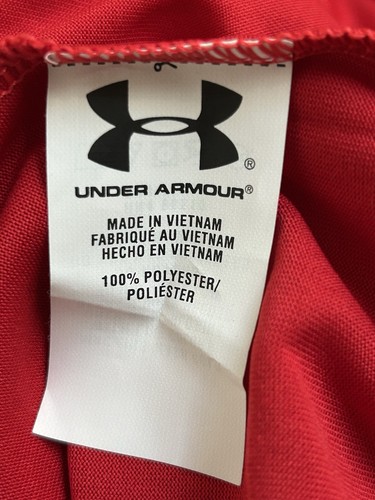 UNDER ARMOUR®
MADE IN VIETNAM
FABRIQUÉ AU VIETNAM
HECHO EN VIETNAM
100% POLYESTER/
POLIÉSTER